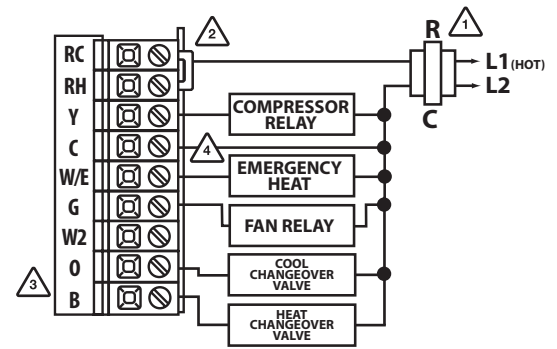 RC
RH
Y
C
W/E
G
W2
O
B
2
3
4
COMPRESSOR
RELAY
EMERGENCY
HEAT
FAN RELAY
COOL
CHANGEOVER
VALVE
HEAT
CHANGEOVER
VALVE
R
1
L1 (HOT)
L2
C